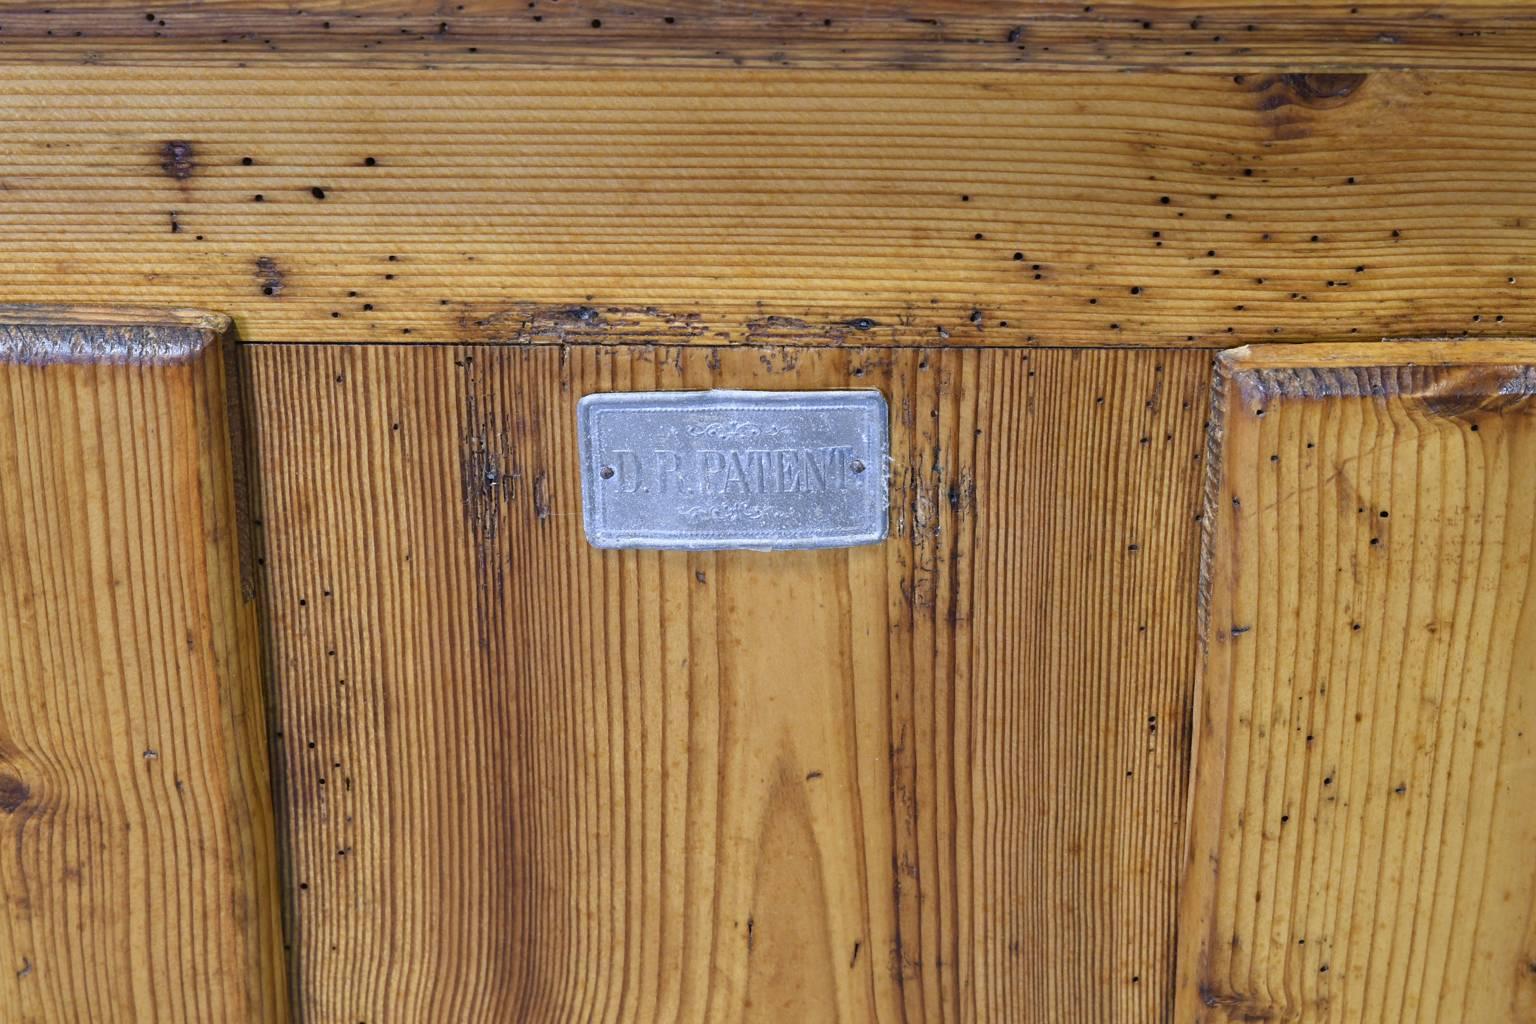 D. R. PATENT